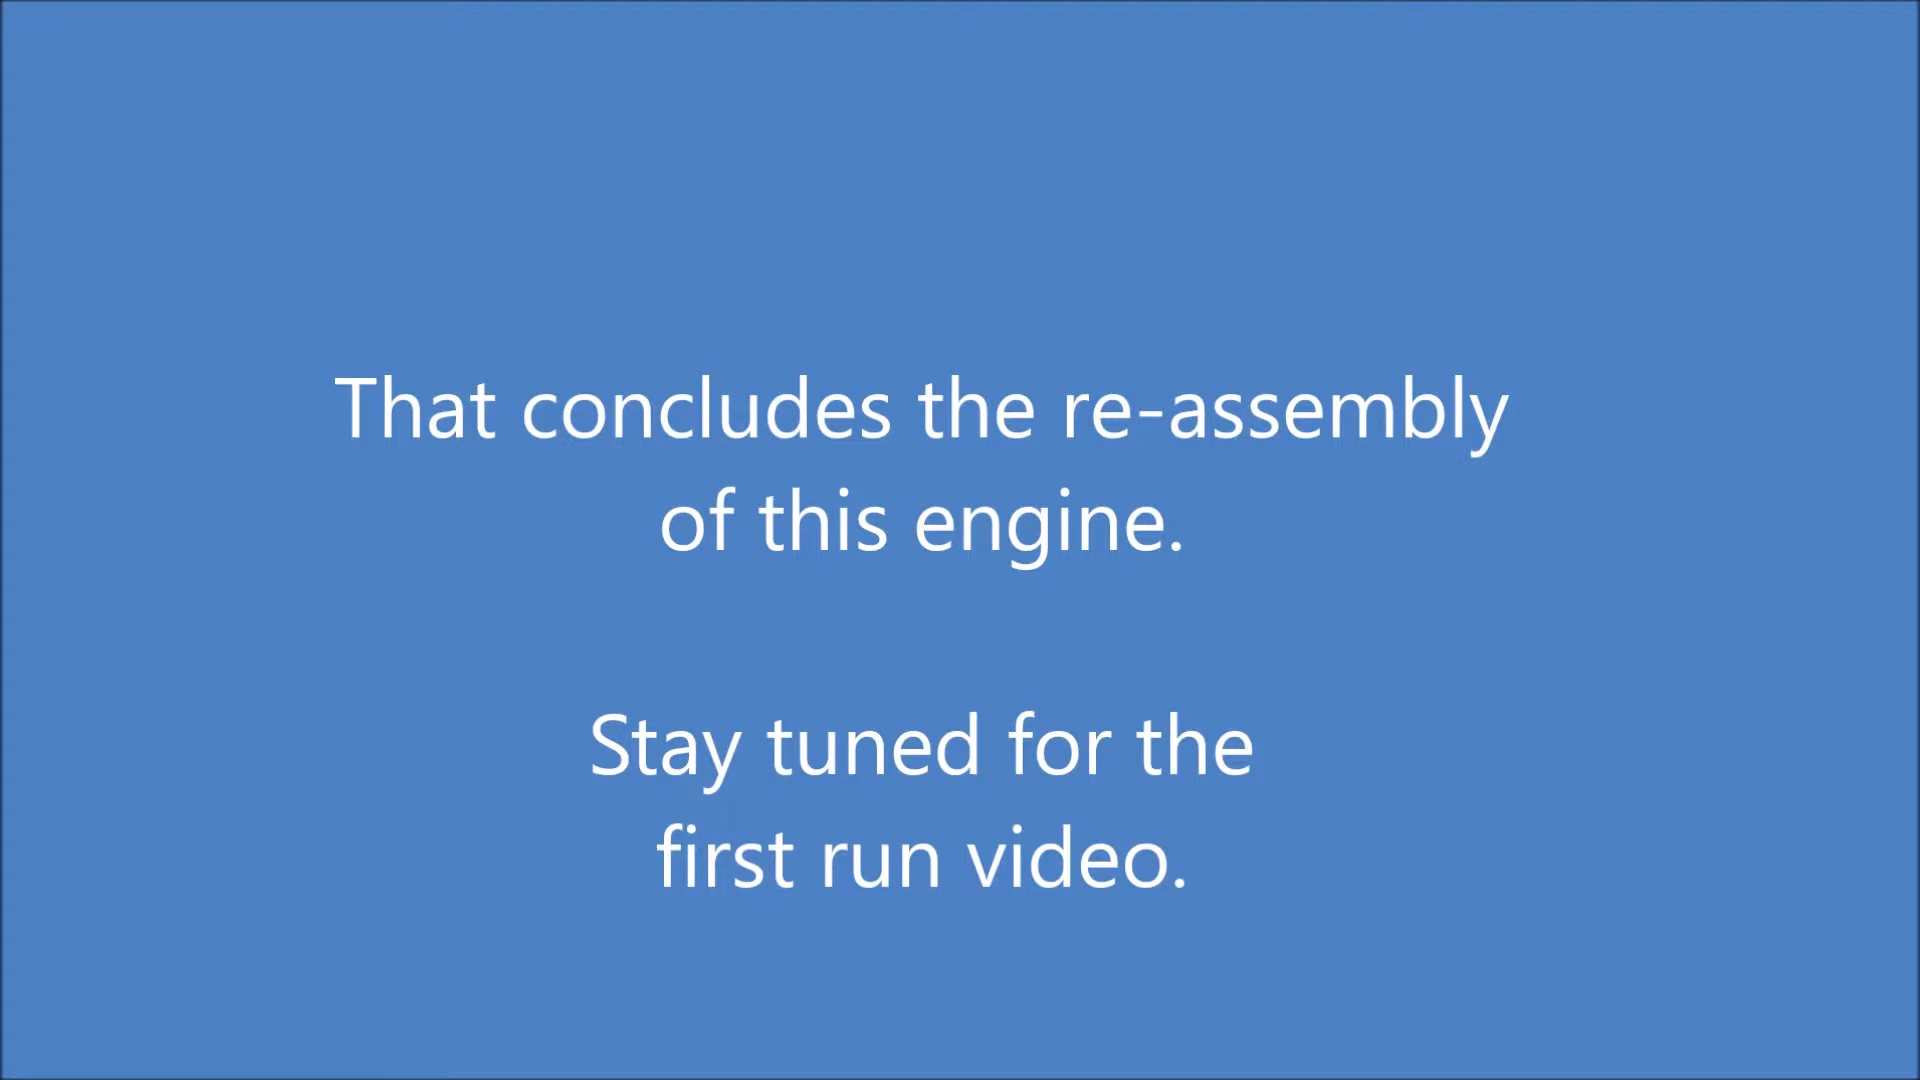 That concludes the re-assembly
of this engine.
Stay tuned for the
first run video.